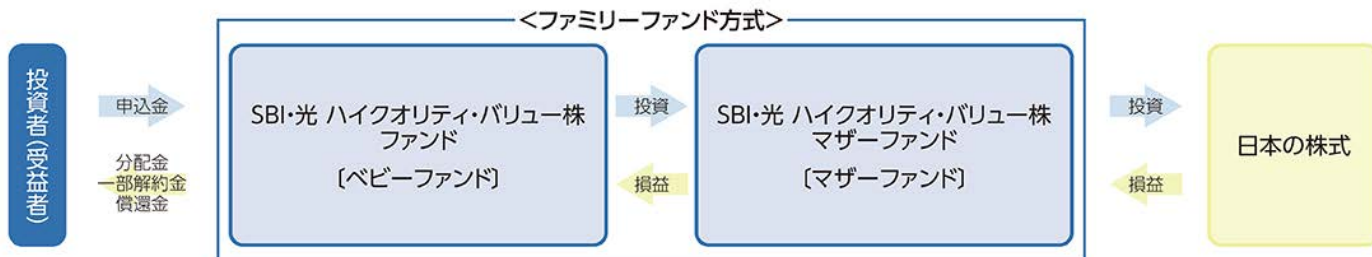 <ファミリーファンド方式>
投資者(受益者)
申込金
分配金
一部解約金
償還金
SBI・光 ハイクオリティ・バリュー株
ファンド
〔ベビーファンド〕
投資
損益
SBI・光 ハイクオリティ・バリュー株
マザーファンド
〔マザーファンド〕
投資
損益
日本の株式